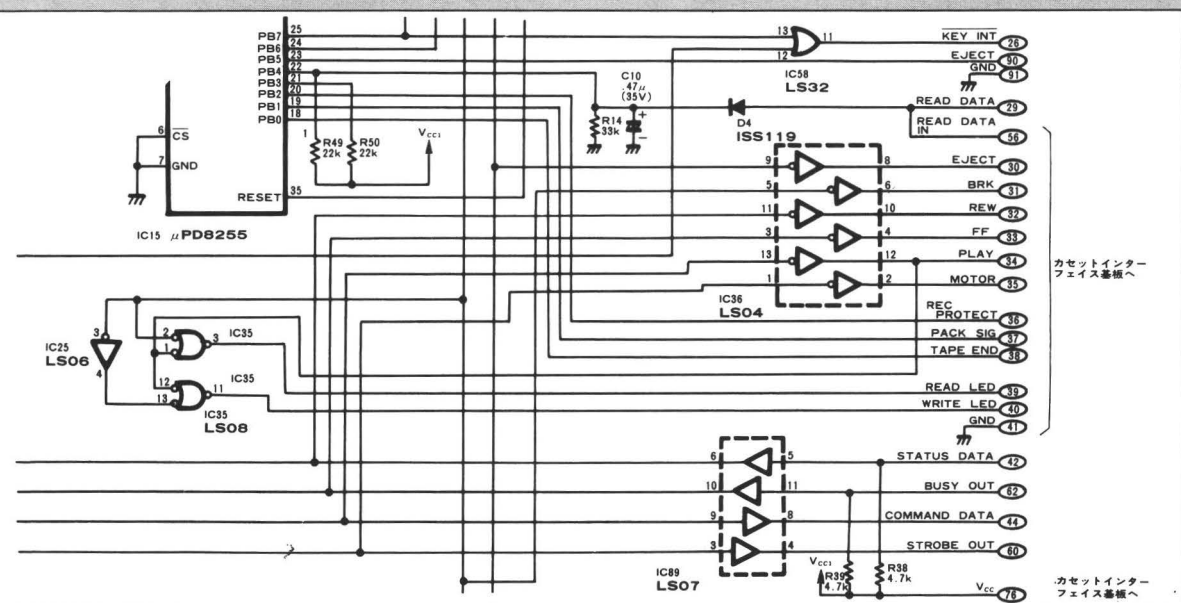 PB7 25
PB6 24
PB5 23
PB4 22
PB3 21
PB2 20
PB1 19
PB0 18
6 CS
7 GND
RESET 35
IC15 μPD8255
1
R49
22k
R50
22k
VCC1
R14
33k
C10
.47μ
(35V)
+
−
D4
ISS119
13
12
11
IC58
LS32
KEY INT 26
EJECT 90
GND 91
READ DATA 29
READ DATA
IN 56
9 8 EJECT 30
5 6 BRK 31
11 10 REW 32
3 4 FF 33
13 12 PLAY 34
1 2 MOTOR 35
IC36
LS04
REC
PROTECT 36
PACK SIG 37
TAPE END 38
READ LED 39
WRITE LED 40
GND 41
カセットインター
フェイス基板へ
3
IC25
LS06
4
2
1
IC35
3
12
13
IC35
11
IC35
LS08
6 5 STATUS DATA 42
10 11 BUSY OUT 62
9 8 COMMAND DATA 44
3 4 STROBE OUT 60
IC89
LS07
VCC1
R39
4.7k
R38
4.7k
VCC 76
カセットインター
フェイス基板へ